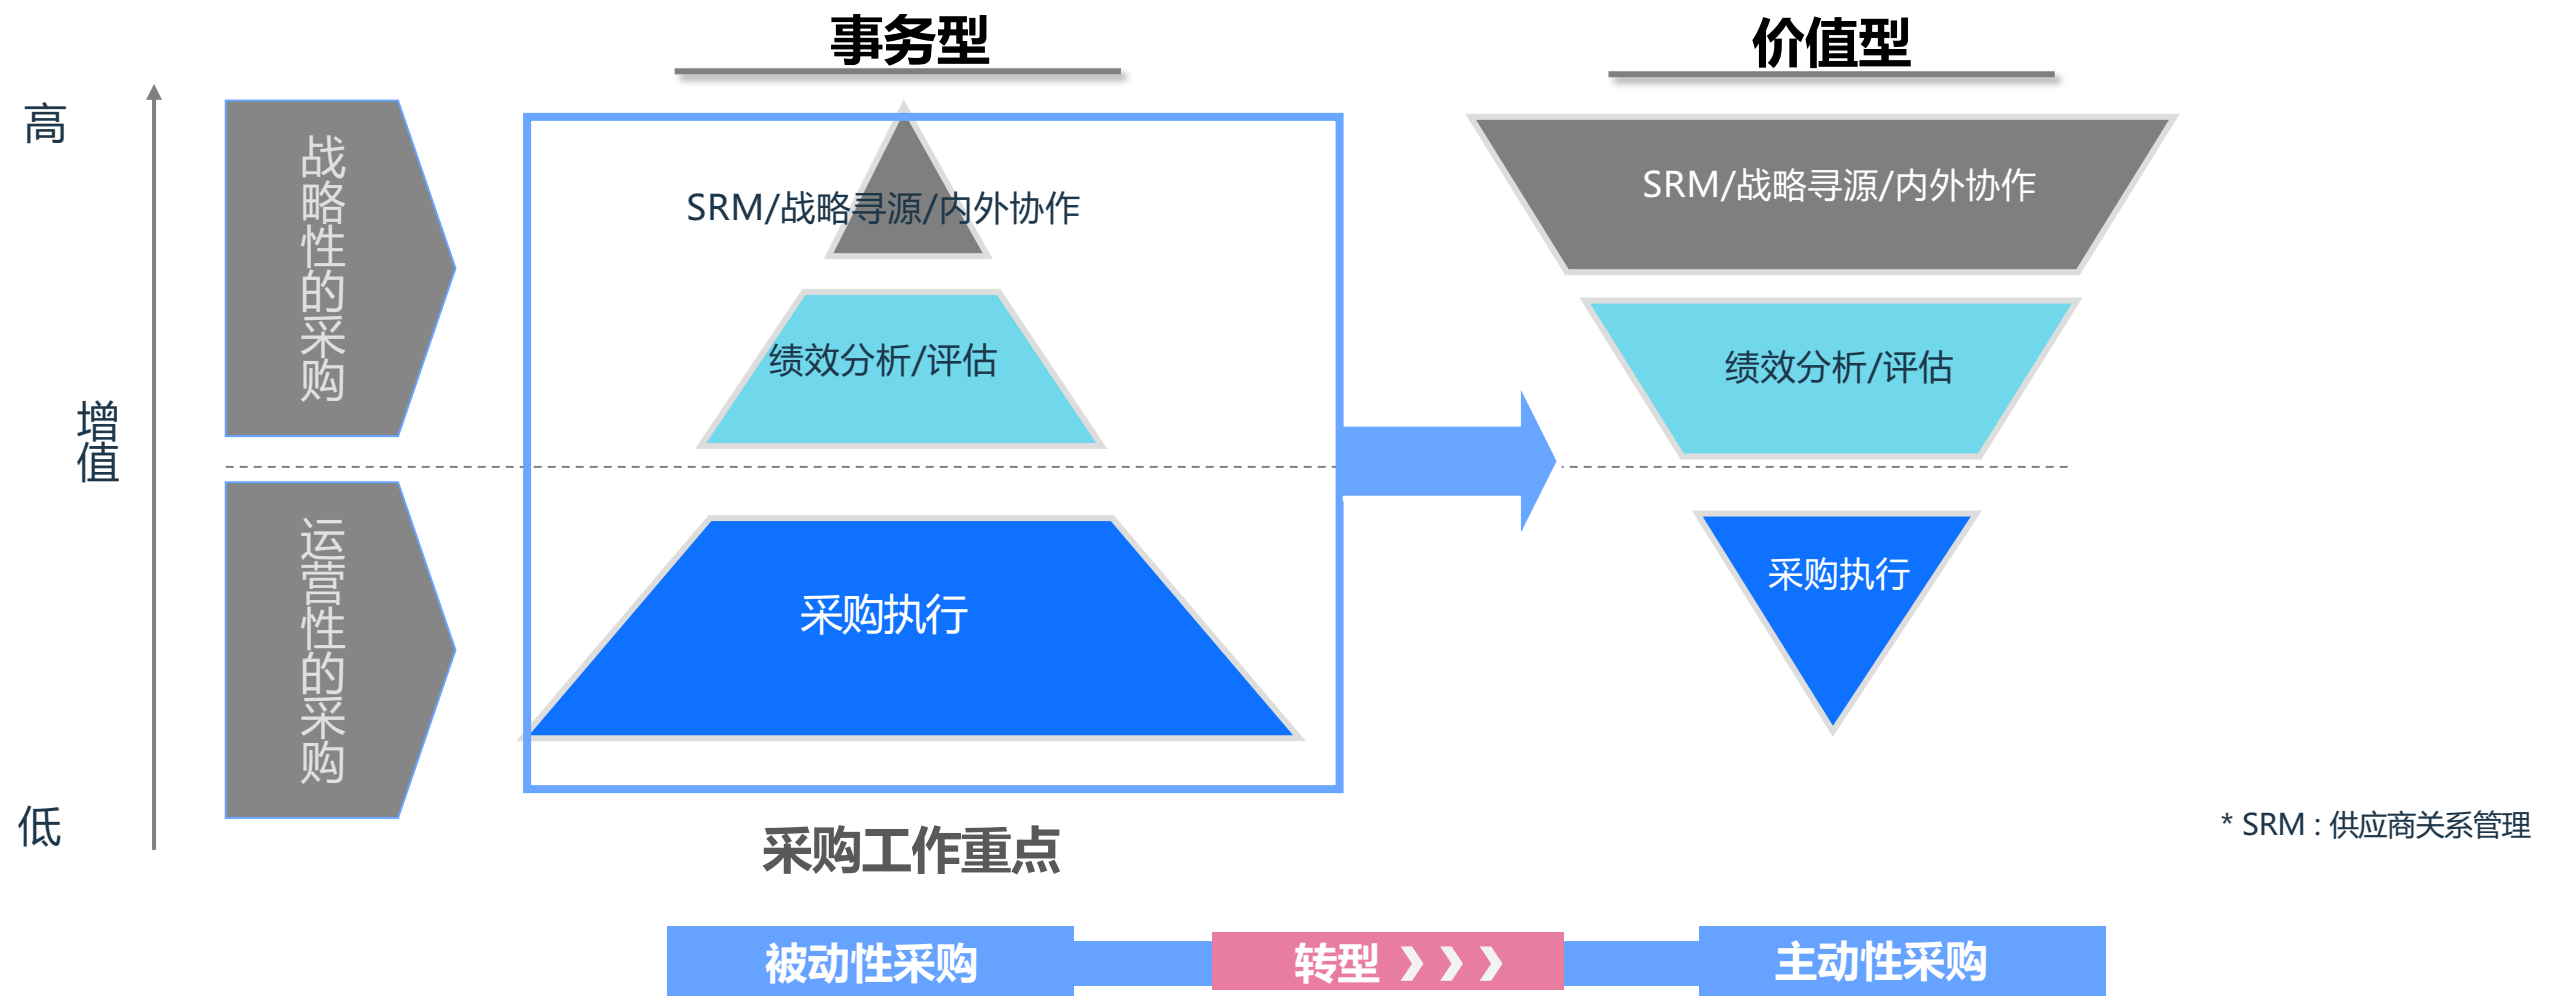 事务型
价值型
高
增值
低
战略性的采购
运营性的采购
SRM/战略寻源/内外协作
绩效分析/评估
采购执行
SRM/战略寻源/内外协作
绩效分析/评估
采购执行
采购工作重点
* SRM : 供应商关系管理
被动性采购
转型
主动性采购